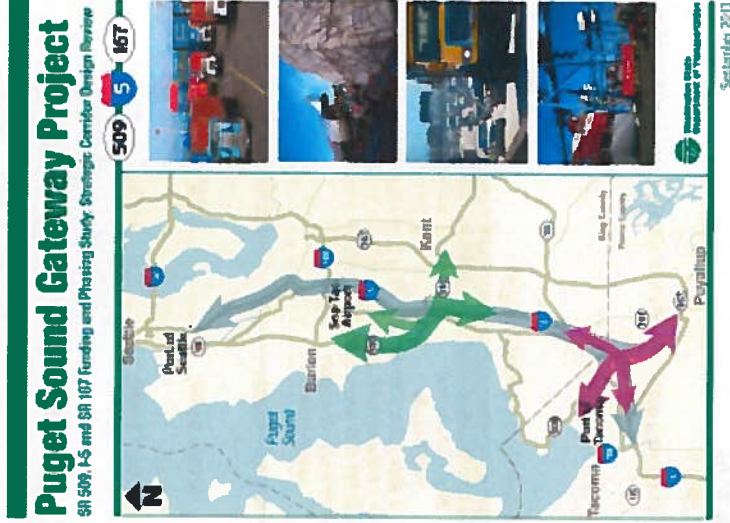 Puget Sound Gateway Project
SR 509, I-5 and SR 167 Funding and Phasing Study: Strategic Corridor Design Review
509
5
167
N
Seattle
Port of
Seattle
Burien
Sea-Tac
Airport
Kent
Puget
Sound
King County
Pierce County
Port of
Tacoma
Tacoma
Puyallup
Washington State
Department of Transportation
September 2013